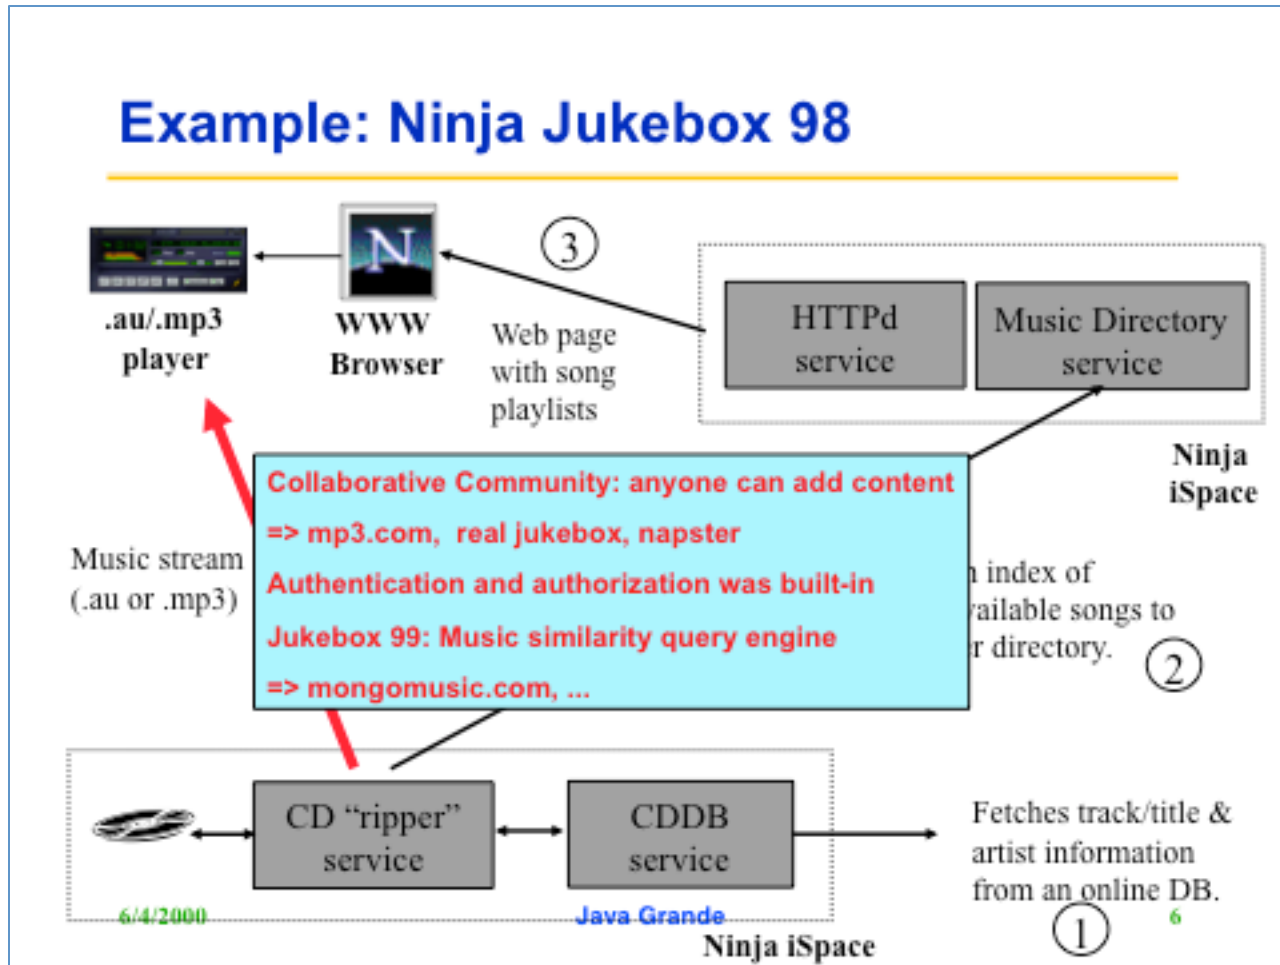 Example: Ninja Jukebox 98
3
N
.au/.mp3
player
WWW
Browser
Web page
with song
playlists
HTTPd
service
Music Directory
service
Ninja
iSpace
Collaborative Community: anyone can add content
=> mp3.com, real jukebox, napster
Authentication and authorization was built-in
Jukebox 99: Music similarity query engine
=> mongomusic.com, ...
Music stream
(.au or .mp3)
index of
songs to
directory.
2
CD “ripper”
service
CDDB
service
Fetches track/title &
artist information
from an online DB.
1
6/4/2000
Java Grande
6
Ninja iSpace